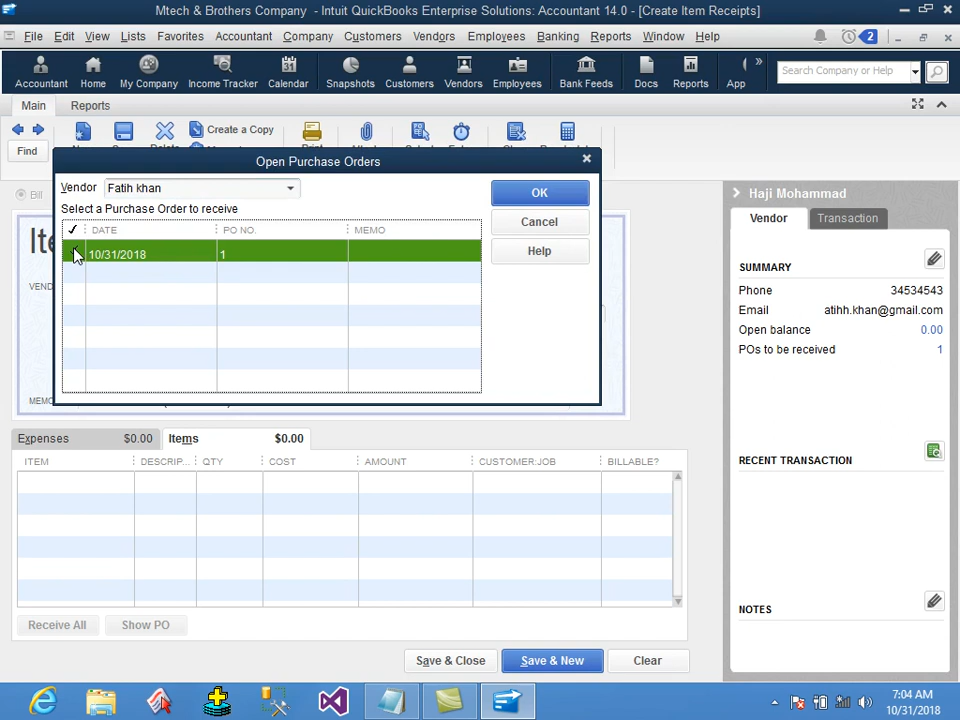 Mtech & Brothers Company - Intuit QuickBooks Enterprise Solutions: Accountant 14.0 - [Create Item Receipts]
File Edit View Lists Favorites Accountant Company Customers Vendors Employees Banking Reports Window Help 2
Accountant Home My Company Income Tracker Calendar Snapshots Customers Vendors Employees Bank Feeds Docs Reports App » Search Company or Help
31
Main Reports
Find
Create a Copy
Open Purchase Orders
Vendor Fatih khan
OK
Select a Purchase Order to receive
Cancel
DATE PO NO. MEMO
Help
10/31/2018 1
Bill
Ite
VEND
MEMO
Haji Mohammad
Vendor Transaction
SUMMARY
Phone 34534543
Email atihh.khan@gmail.com
Open balance 0.00
POs to be received 1
RECENT TRANSACTION
NOTES
Expenses $0.00 Items $0.00
ITEM DESCRIP... QTY COST AMOUNT CUSTOMER:JOB BILLABLE?
Receive All Show PO
Save & Close Save & New Clear
7:04 AM
10/31/2018